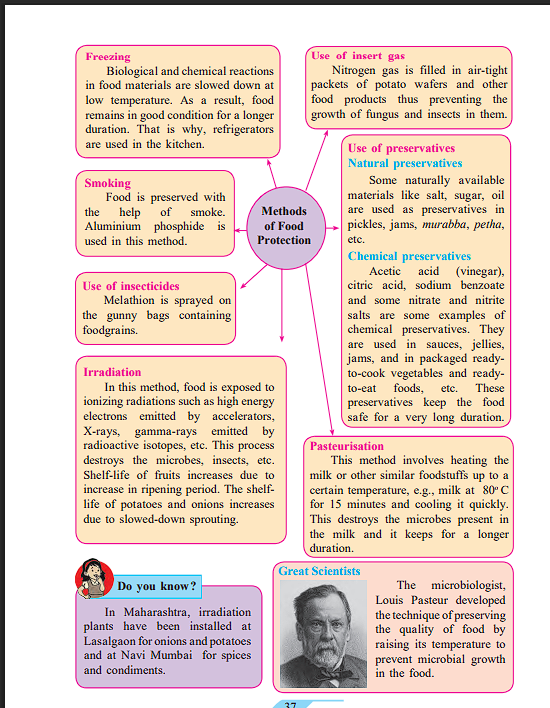 Freezing
Biological and chemical reactions
in food materials are slowed down at
low temperature. As a result, food
remains in good condition for a longer
duration. That is why, refrigerators
are used in the kitchen.
Use of insert gas
Nitrogen gas is filled in air-tight
packets of potato wafers and other
food products thus preventing the
growth of fungus and insects in them.
Smoking
Food is preserved with
the help of smoke.
Aluminium phosphide is
used in this method.
Methods
of Food
Protection
Use of preservatives
Natural preservatives
Some naturally available
materials like salt, sugar, oil
are used as preservatives in
pickles, jams, murabba, petha,
etc.
Chemical preservatives
Acetic acid (vinegar),
citric acid, sodium benzoate
and some nitrate and nitrite
salts are some examples of
chemical preservatives. They
are used in sauces, jellies,
jams, and in packaged ready-
to-cook vegetables and ready-
to-eat foods, etc. These
preservatives keep the food
safe for a very long duration.
Use of insecticides
Melathion is sprayed on
the gunny bags containing
foodgrains.
Irradiation
In this method, food is exposed to
ionizing radiations such as high energy
electrons emitted by accelerators,
X-rays, gamma-rays emitted by
radioactive isotopes, etc. This process
destroys the microbes, insects, etc.
Shelf-life of fruits increases due to
increase in ripening period. The shelf-
life of potatoes and onions increases
due to slowed-down sprouting.
Pasteurisation
This method involves heating the
milk or other similar foodstuffs up to a
certain temperature, e.g., milk at 80° C
for 15 minutes and cooling it quickly.
This destroys the microbes present in
the milk and it keeps for a longer
duration.
Do you know?
In Maharashtra, irradiation
plants have been installed at
Lasalgaon for onions and potatoes
and at Navi Mumbai for spices
and condiments.
Great Scientists
The microbiologist,
Louis Pasteur developed
the technique of preserving
the quality of food by
raising its temperature to
prevent microbial growth
in the food.
37